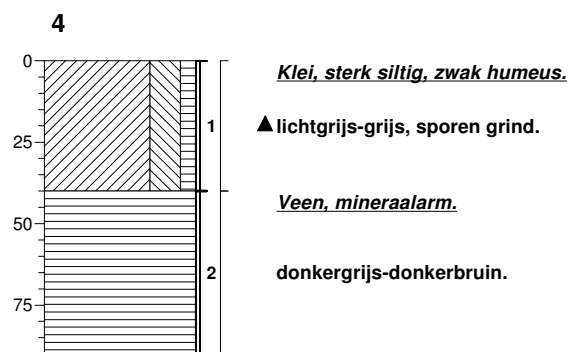 4
0
Klei, sterk siltig, zwak humeus.
1
lichtgrijs-grijs, sporen grind.
25
Veen, mineraalarm.
50
2
donkergrijs-donkerbruin.
75